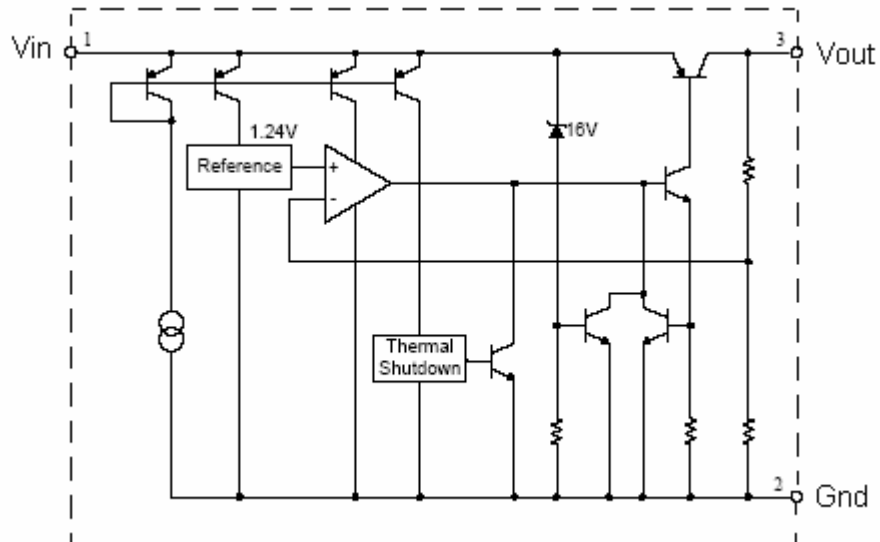 Vin
1
3
Vout
1.24V
16V
Reference
+
-
Thermal
Shutdown
2
Gnd